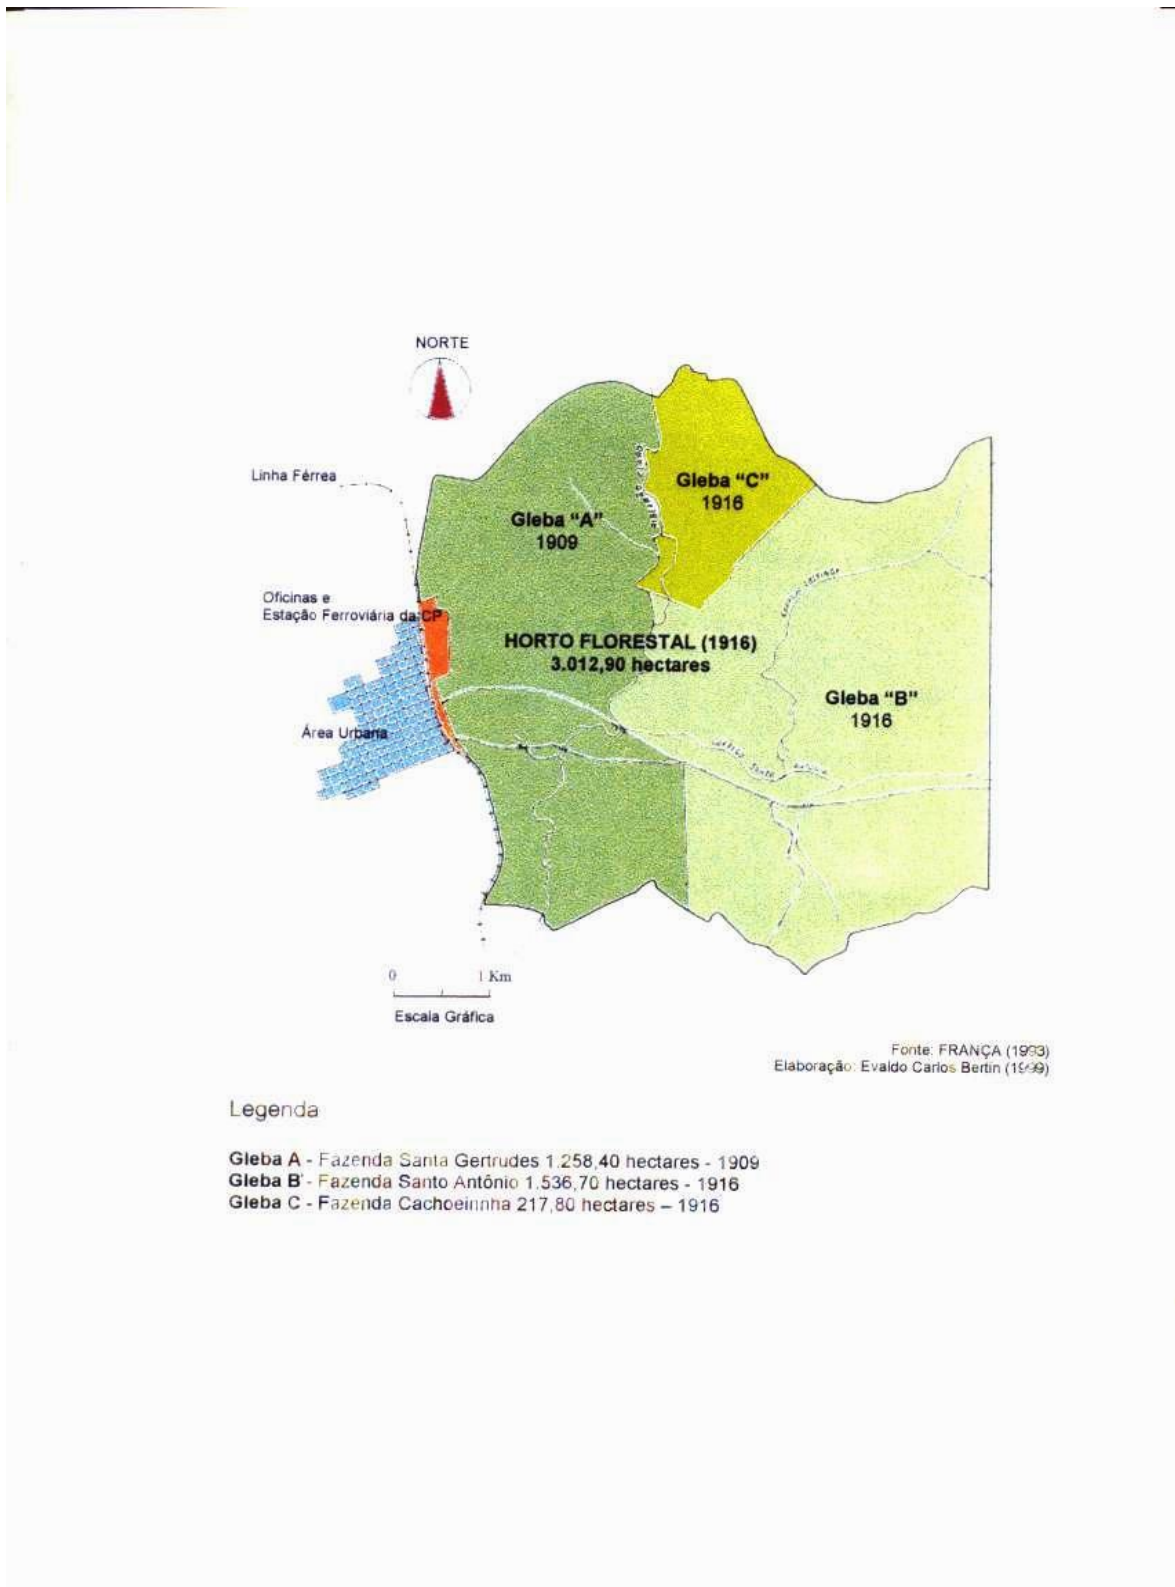 NORTE
Linha Férrea
Gleba “C”
1916
Gleba “A”
1909
Oficinas e
Estação Ferroviária da CP
HORTO FLORESTAL (1916)
3.012,90 hectares
Gleba “B”
1916
Área Urbana
0 1 Km
Escala Gráfica
Fonte: FRANÇA (1993)
Elaboração: Evaldo Carlos Bertin (1999)
Legenda
Gleba A - Fazenda Santa Gertrudes 1.258,40 hectares - 1909
Gleba B - Fazenda Santo Antônio 1.536,70 hectares - 1916
Gleba C - Fazenda Cachoeirinha 217,80 hectares – 1916